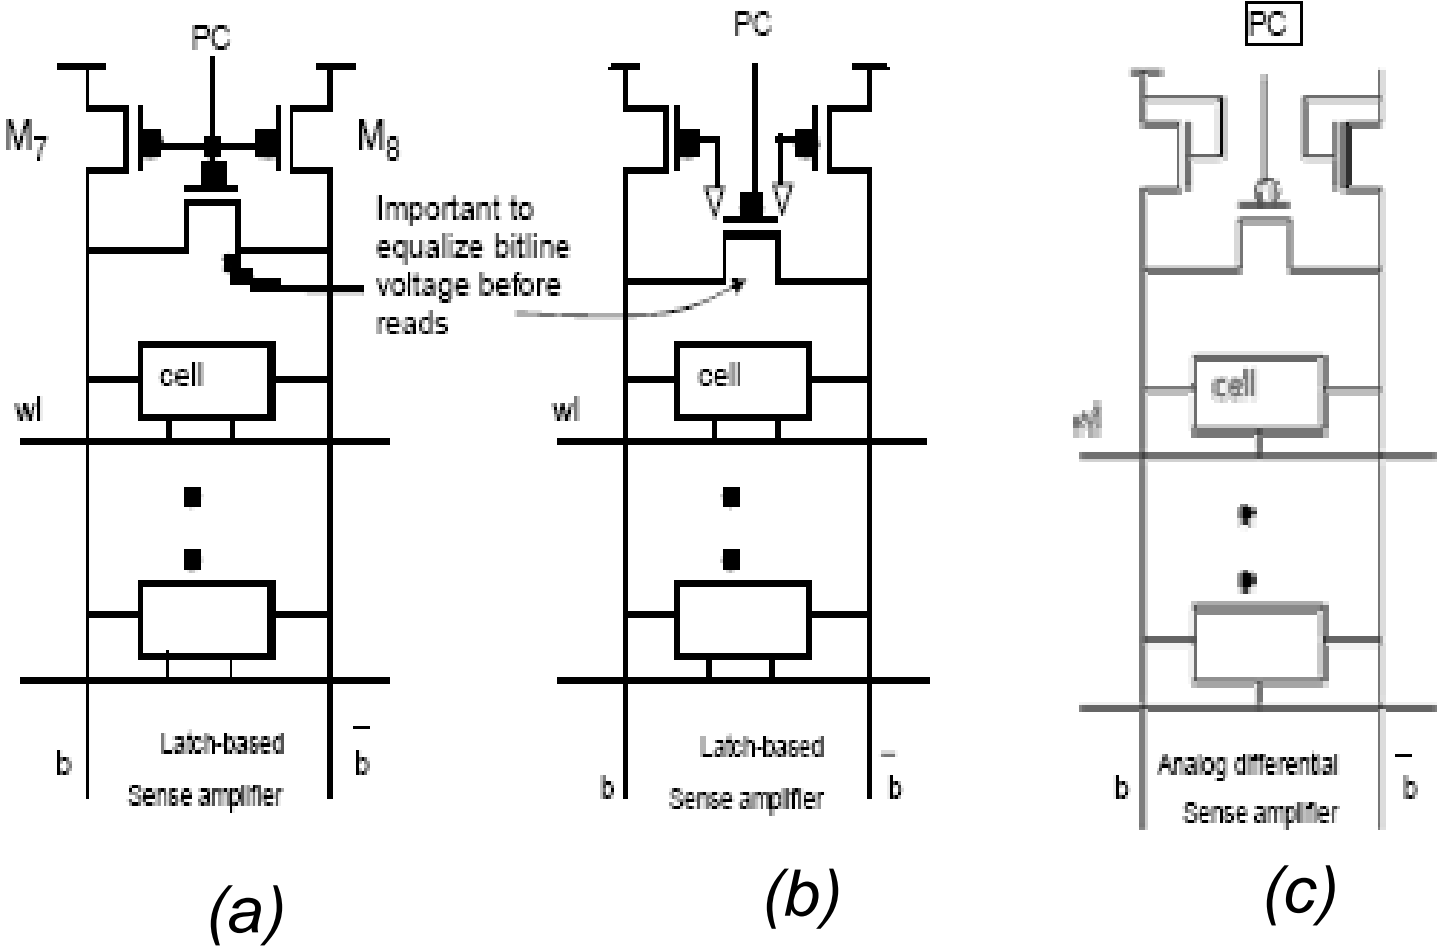 PC
M7
M8
Important to
equalize bitline
voltage before
reads
cell
wl
b
b̅
Latch-based
Sense amplifier
(a)
PC
cell
wl
b
b̅
Latch-based
Sense amplifier
(b)
PC
cell
wl
b
b̅
Analog differential
Sense amplifier
(c)